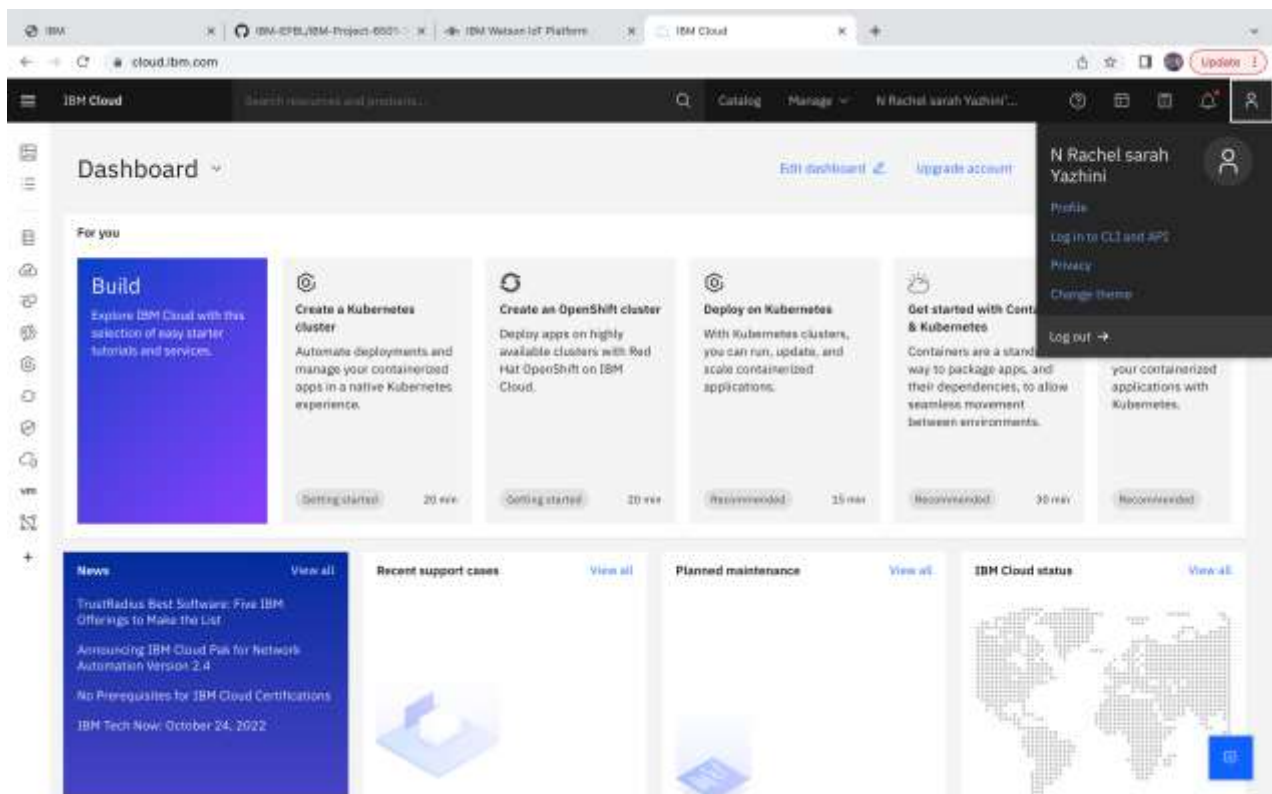 IBM
IBM-EPBL/IBM-Project-6501
IBM Watson IoT Platform
IBM Cloud
cloud.ibm.com
Update
IBM Cloud
Search resources and products...
Catalog
Manage
N Rachel sarah Yazhini'...
N Rachel sarah
Yazhini
Profile
Log in to CLI and API
Privacy
Change theme
Log out →
Dashboard
Edit dashboard
Upgrade account
For you
Build
Explore IBM Cloud with this
selection of easy starter
tutorials and services.
Create a Kubernetes
cluster
Automate deployments and
manage your containerized
apps in a native Kubernetes
experience.
Getting started 20 min
Create an OpenShift cluster
Deploy apps on highly
available clusters with Red
Hat OpenShift on IBM
Cloud.
Getting started 20 min
Deploy on Kubernetes
With Kubernetes clusters,
you can run, update, and
scale containerized
applications.
Recommended 15 min
Get started with Conta
& Kubernetes
Containers are a stand
way to package apps, and
their dependencies, to allow
seamless movement
between environments.
Recommended 30 min
your containerized
applications with
Kubernetes.
Recommended
vm
News View all
TrustRadius Best Software: Five IBM
Offerings to Make the List
Announcing IBM Cloud Pak for Network
Automation Version 2.4
No Prerequisites for IBM Cloud Certifications
IBM Tech Now: October 24, 2022
Recent support cases View all
Planned maintenance View all
IBM Cloud status View all